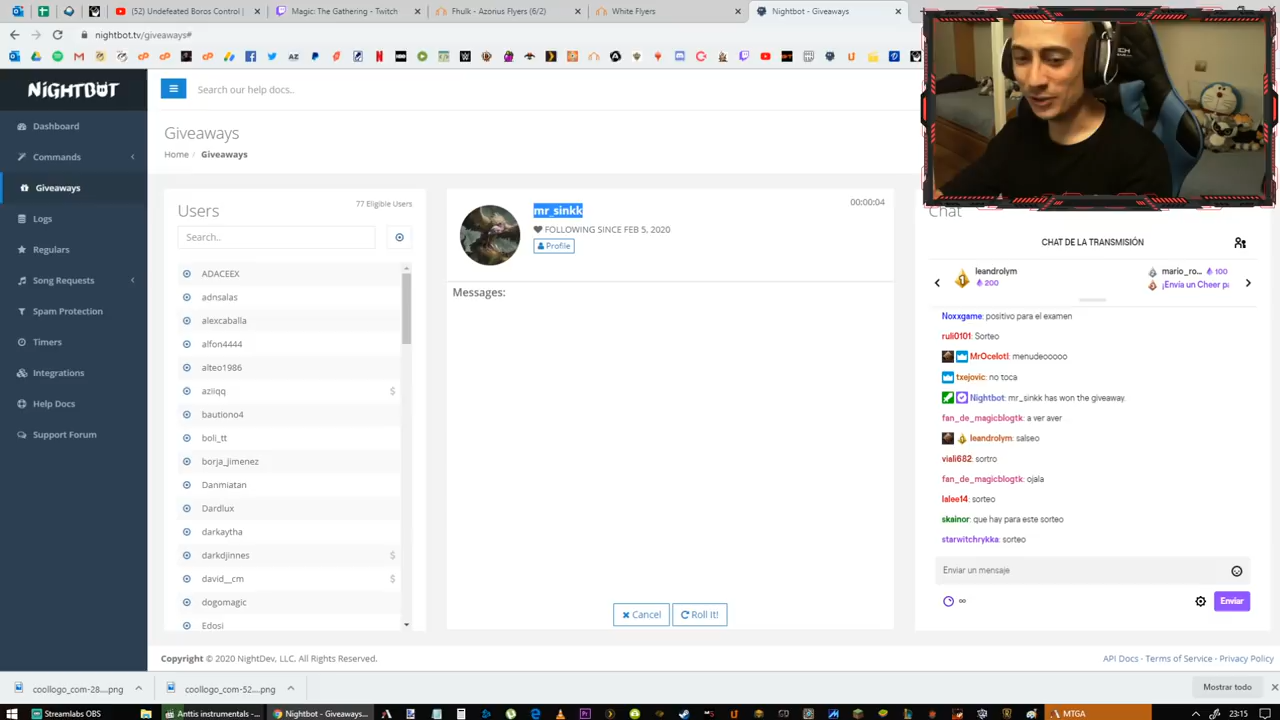 (52) Undefeated Boros Control |
Magic: The Gathering - Twitch
Fhulk - Azorius Flyers (6/2)
White Flyers
Nightbot - Giveaways
nightbot.tv/giveaways#
NIGHTBOT
Search our help docs..
Dashboard
Commands
Giveaways
Logs
Regulars
Song Requests
Spam Protection
Timers
Integrations
Help Docs
Support Forum
Giveaways
Home / Giveaways
Users
77 Eligible Users
Search..
ADACEEX
adnsalas
alexcaballa
alfon4444
alteo1986
aziiqq $
bautiono4
boli_tt
borja_jimenez
Danmiatan
Dardlux
darkaytha
darkdjinnes $
david__cm $
dogomagic
Edosi
mr_sinkk
00:00:04
FOLLOWING SINCE FEB 5, 2020
Profile
Messages:
Cancel
Roll It!
Chat
CHAT DE LA TRANSMISIÓN
leandrolym
200
mario_ro... 100
¡Envía un Cheer pa
Noxxgame: positivo para el examen
ruli0101: Sorteo
MrOcelotl: menudeooooo
txejovic: no toca
Nightbot: mr_sinkk has won the giveaway.
fan_de_magicblogtk: a ver aver
leandrolym: salseo
viali682: sortro
fan_de_magicblogtk: ojala
lalee14: sorteo
skainor: que hay para este sorteo
starwitchrykka: sorteo
Enviar un mensaje
∞
Enviar
Copyright © 2020 NightDev, LLC. All Rights Reserved.
API Docs · Terms of Service · Privacy Policy
coollogo_com-28....png
coollogo_com-52....png
Mostrar todo
Streamlabs OBS
Anttis instrumentals -...
Nightbot - Giveaways...
MTGA
23:15